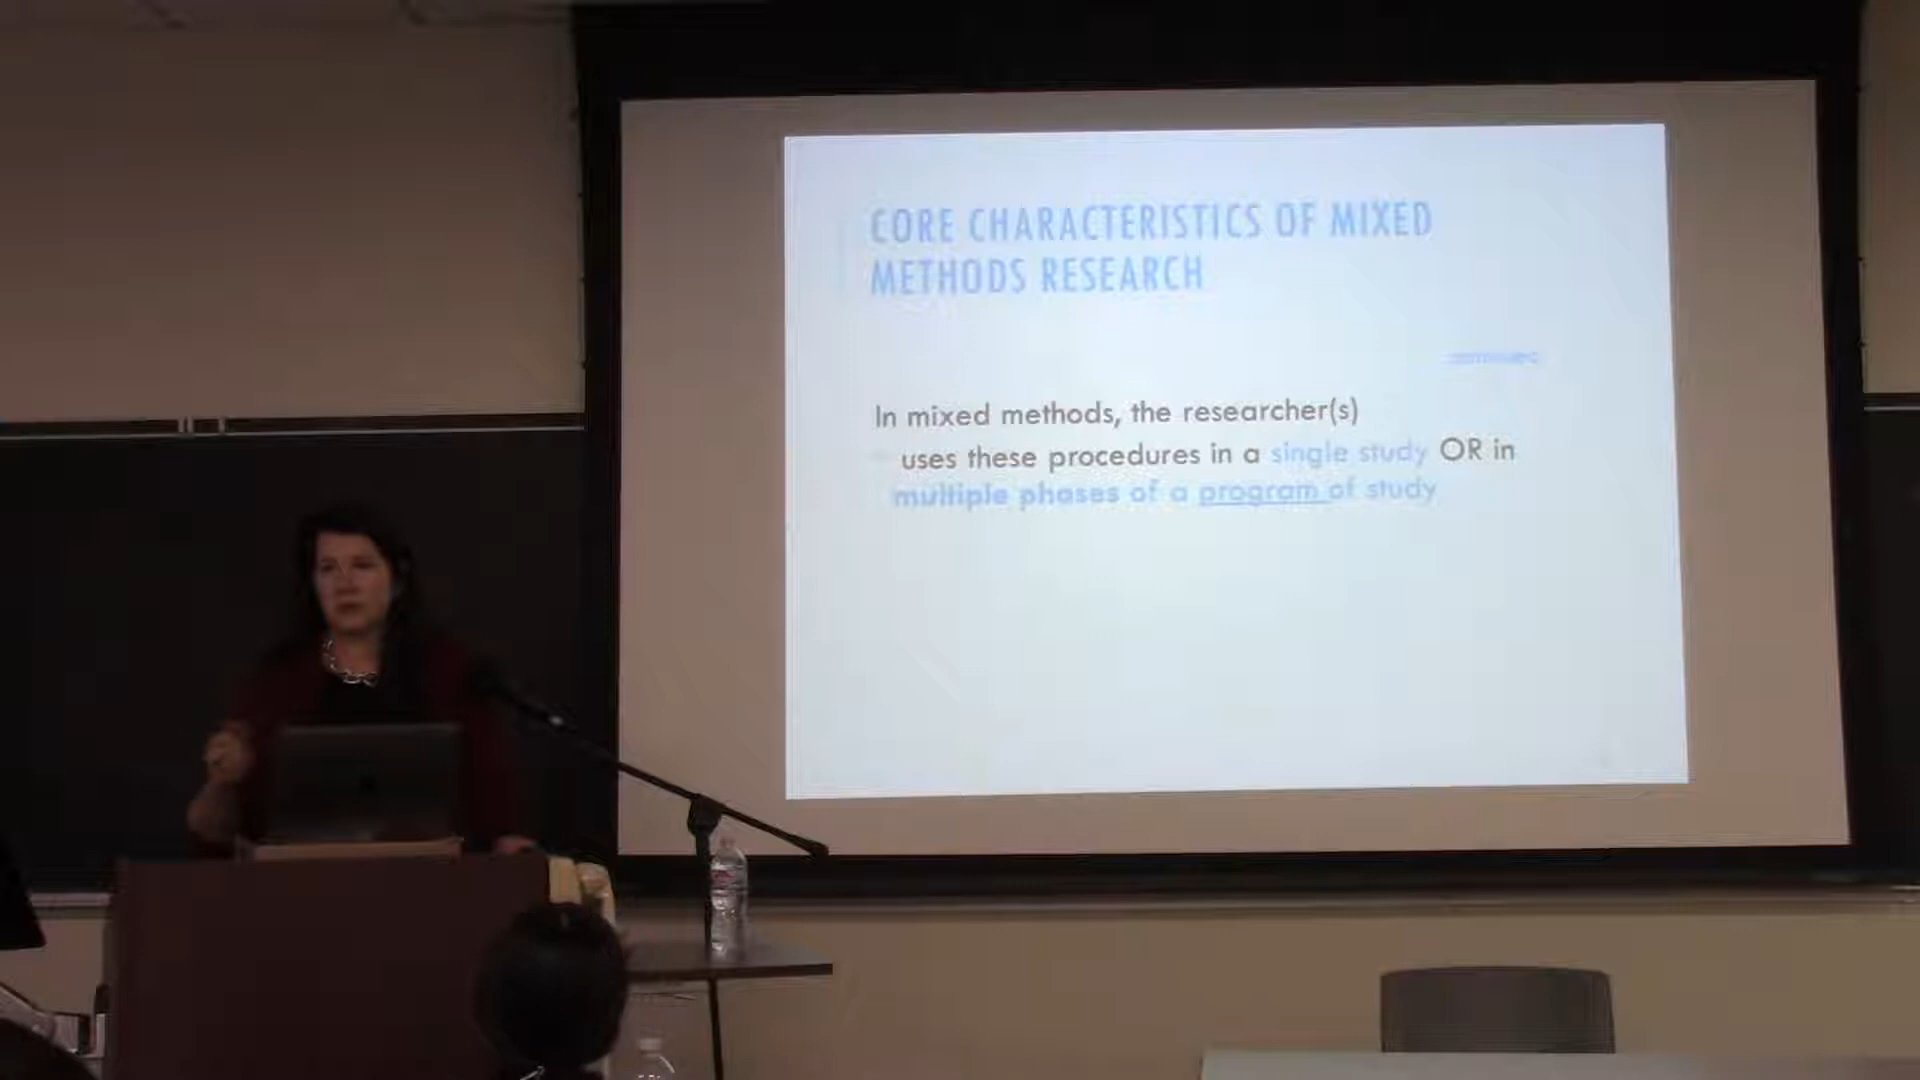 CORE CHARACTERISTICS OF MIXED
METHODS RESEARCH
continued
In mixed methods, the researcher(s)
uses these procedures in a single study OR in
multiple phases of a program of study